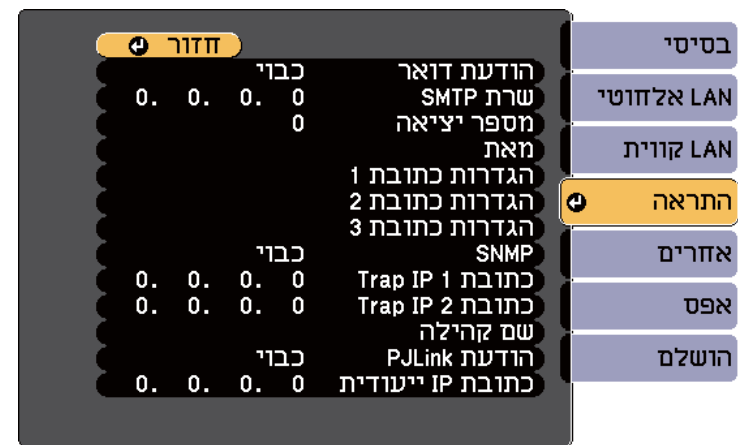 בסיסי
LAN אלחוטי
LAN קווית
התראה
אחרים
אפס
הושלם
חזור
הודעת דואר כבוי
שרת SMTP 0. 0. 0. 0
מספר יציאה 0
מאת
הגדרות כתובת 1
הגדרות כתובת 2
הגדרות כתובת 3
SNMP כבוי
כתובת Trap IP 1 0. 0. 0. 0
כתובת Trap IP 2 0. 0. 0. 0
שם קהילה
הודעת PJLink כבוי
כתובת IP ייעודית 0. 0. 0. 0